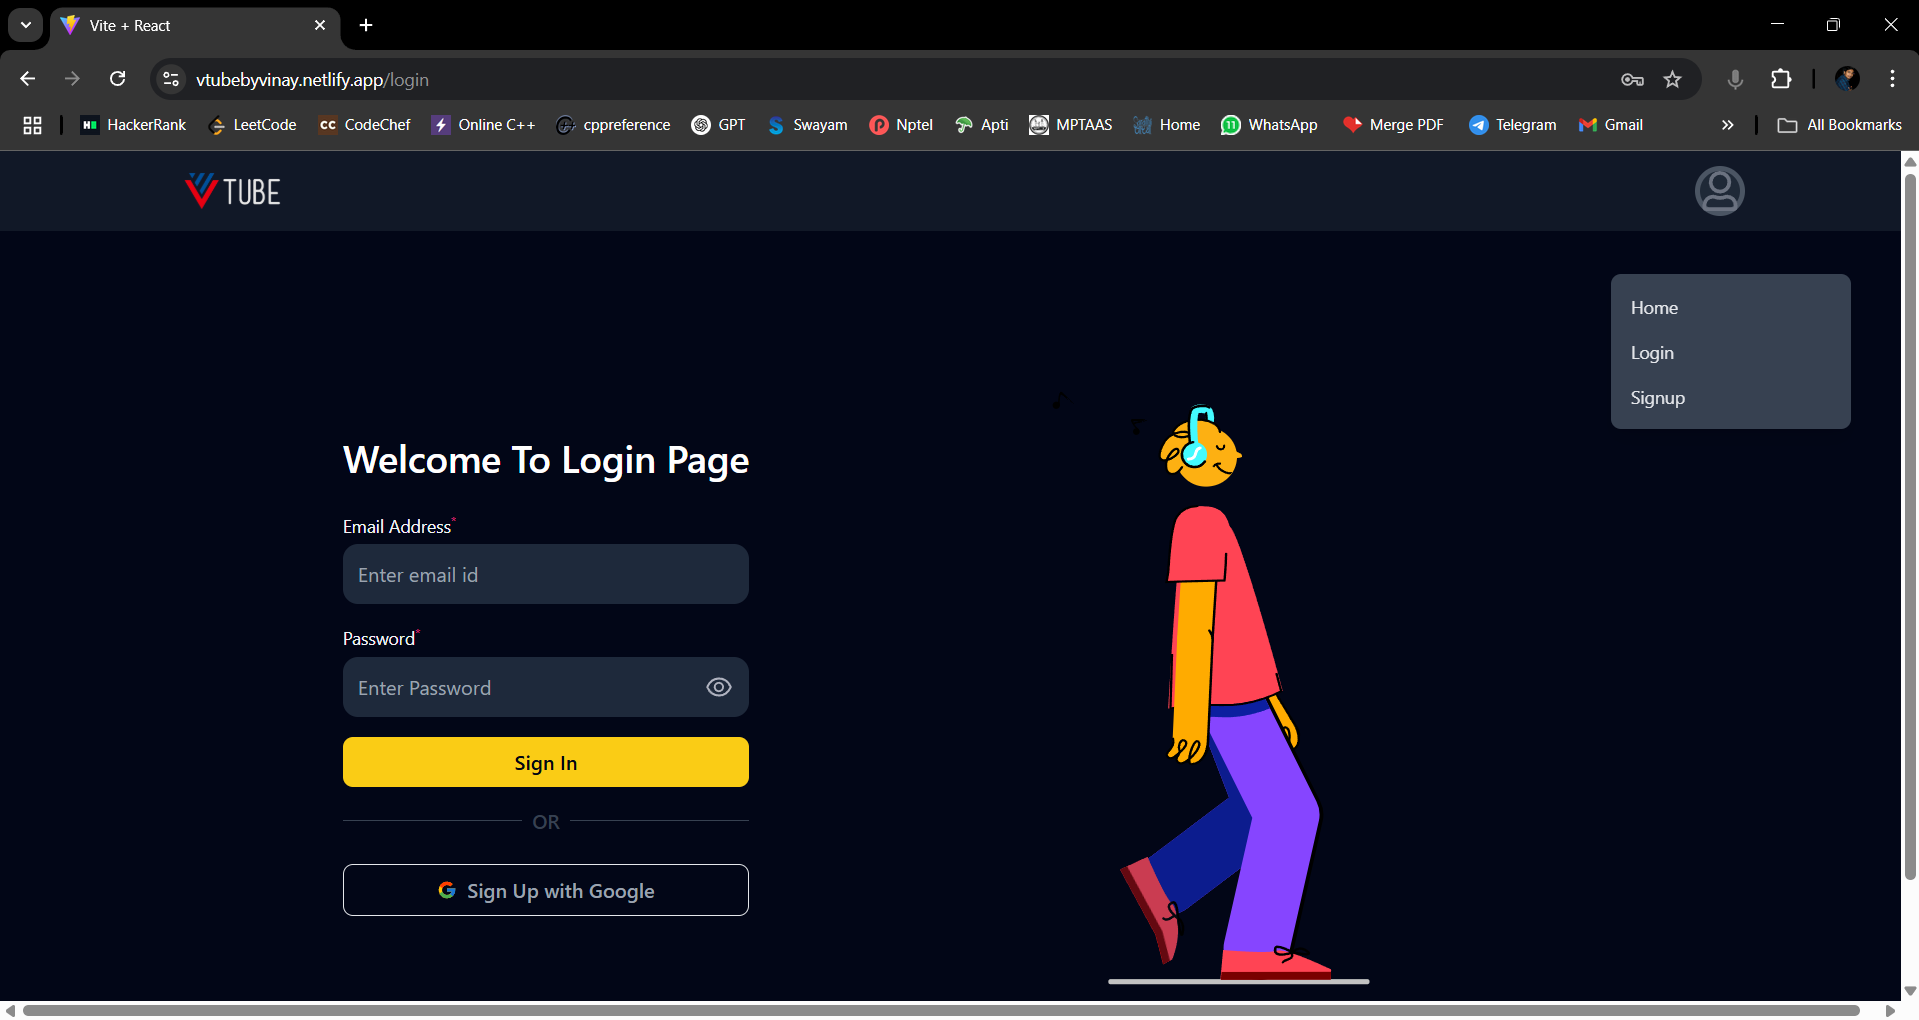 Vite + React
vtubebyvinay.netlify.app/login
HackerRank LeetCode CodeChef Online C++ cppreference GPT Swayam Nptel Apti MPTAAS Home WhatsApp Merge PDF Telegram Gmail » All Bookmarks
TUBE
Home
Login
Signup
Welcome To Login Page
Email Address*
Enter email id
Password*
Enter Password
Sign In
OR
Sign Up with Google